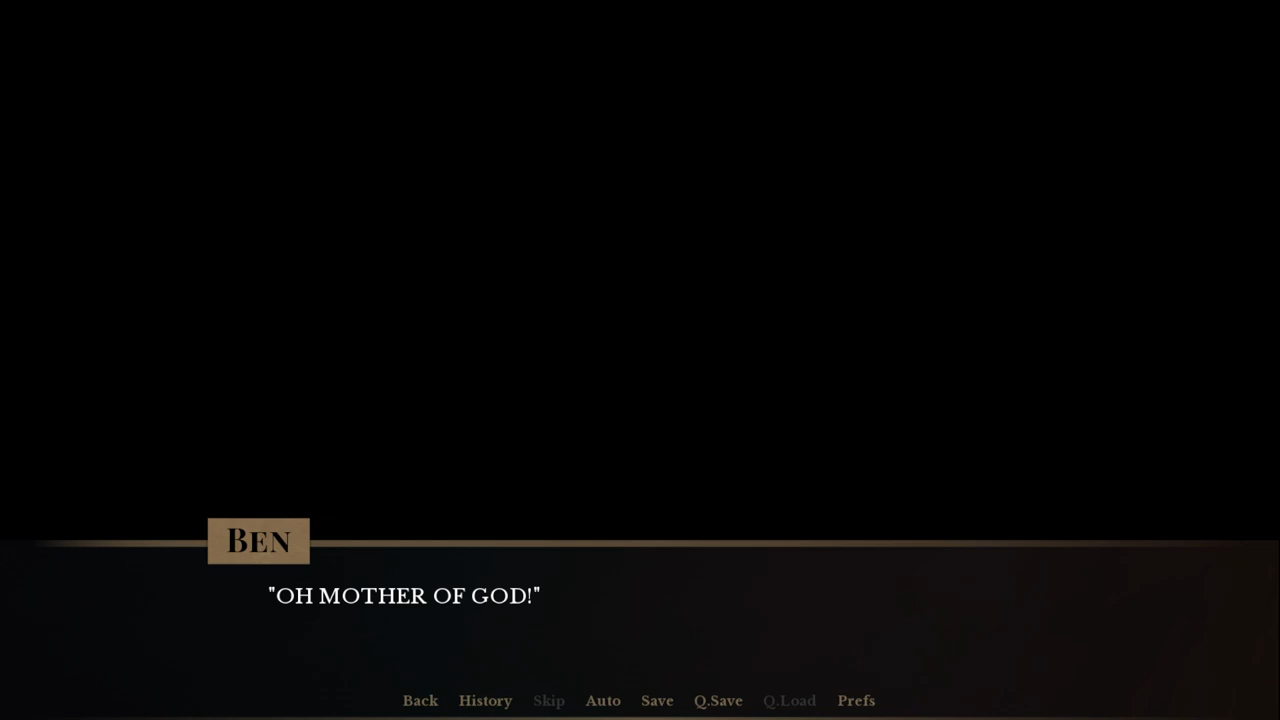 BEN
"OH MOTHER OF GOD!"
Back History Skip Auto Save Q.Save Q.Load Prefs